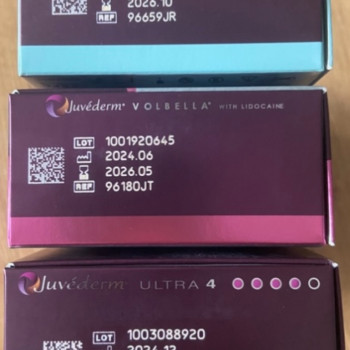 2026.10
REF 96659JR
Juvéderm® VOLBELLA® WITH LIDOCAINE
LOT 1001920645
2024.06
2026.05
REF 96180JT
Juvéderm® ULTRA 4
LOT 1003088920